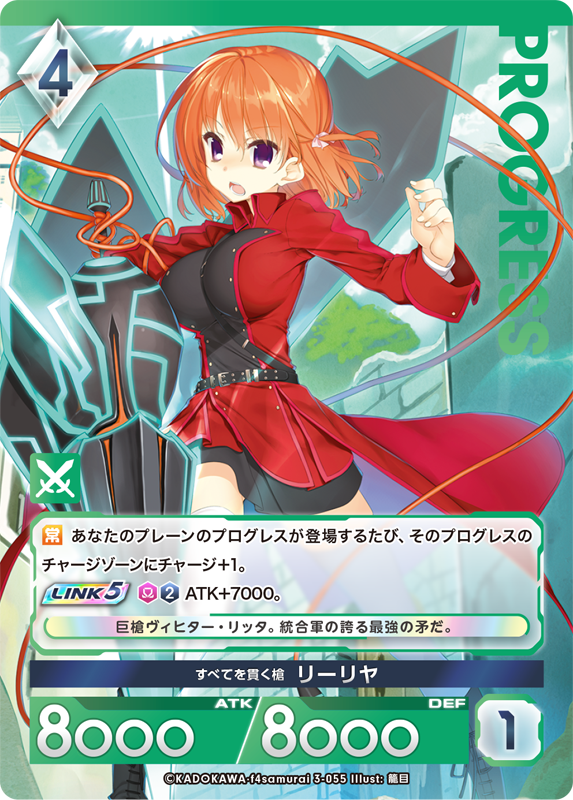 4
PROGRESS
常 あなたのプレーンのプログレスが登場するたび、そのプログレスの
チャージゾーンにチャージ+1。
LINK 5 2 ATK+7000。
巨槍ヴィヒター・リッタ。統合軍の誇る最強の矛だ。
すべてを貫く槍 リーリヤ
ATK DEF
8000 / 8000 1
©KADOKAWA・f4samurai 3-055 Illust: 籠目